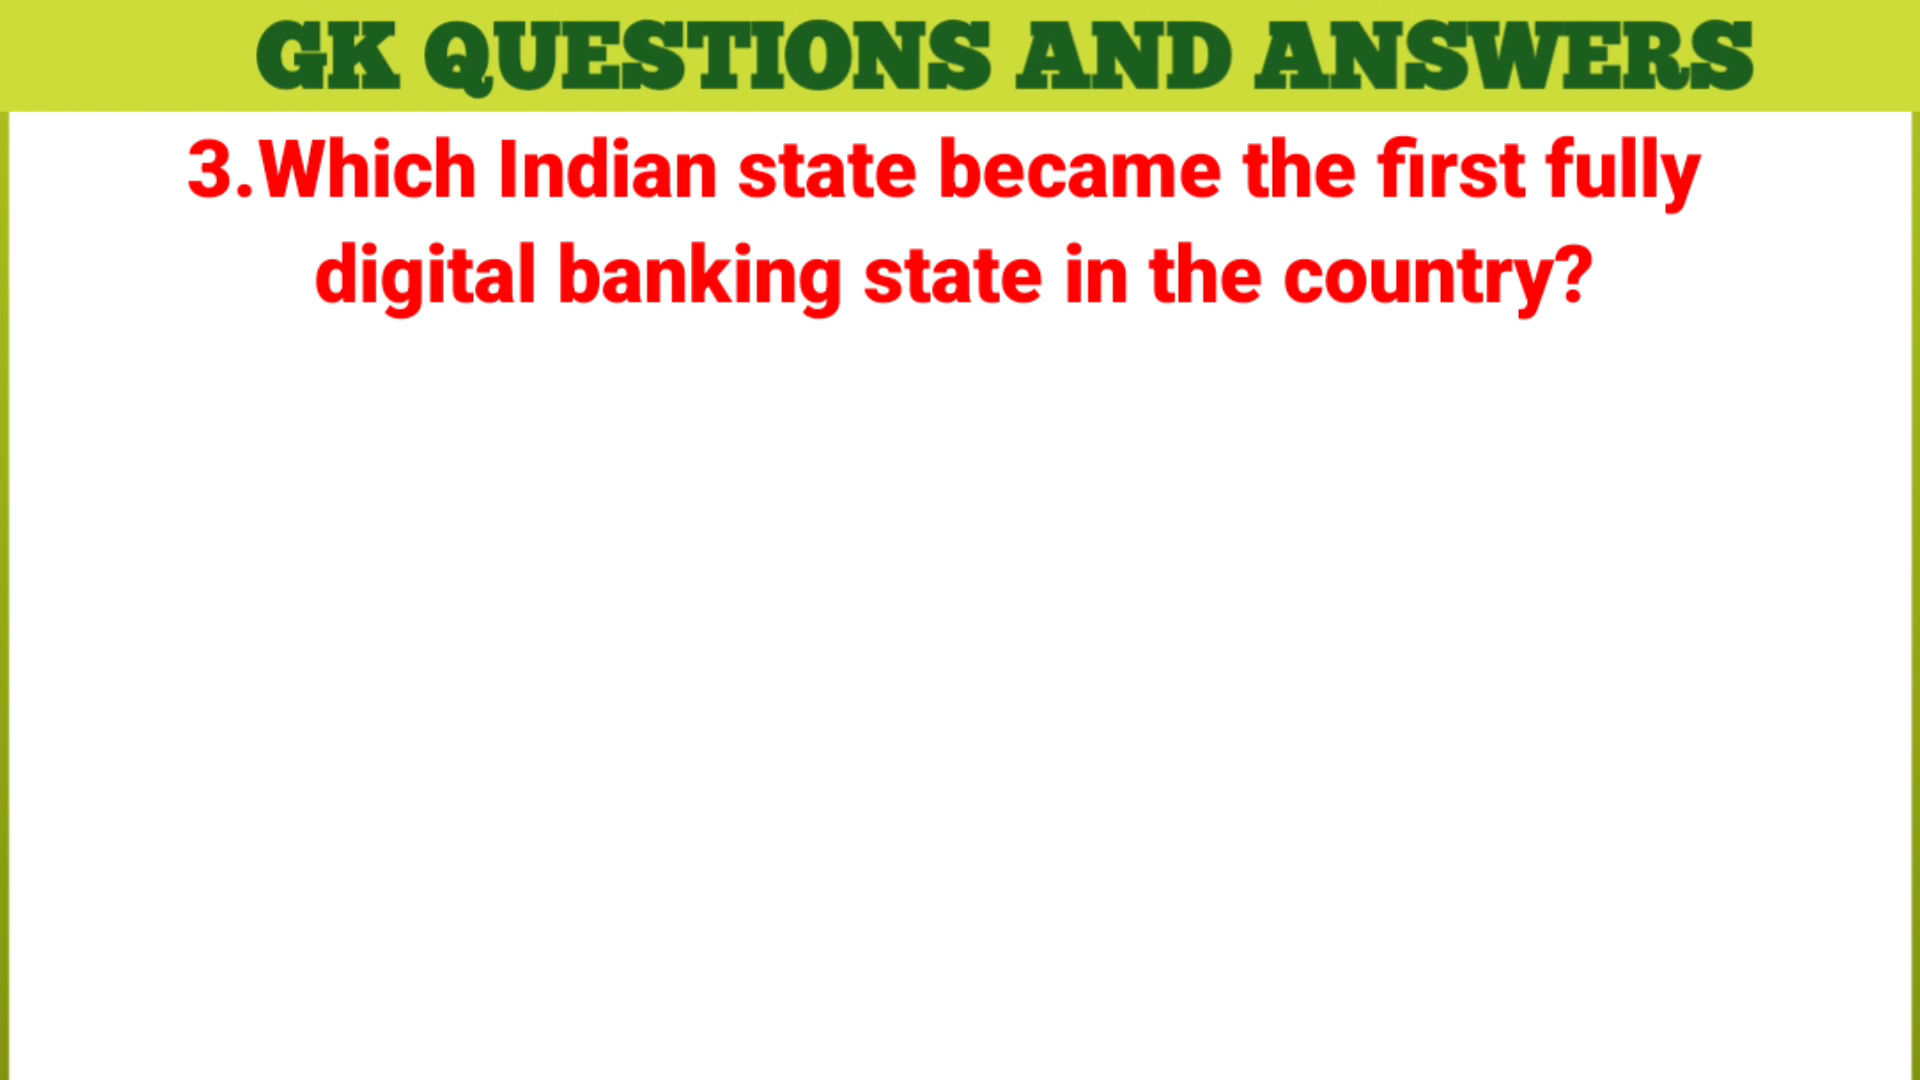 GK QUESTIONS AND ANSWERS
3.Which Indian state became the first fully
digital banking state in the country?